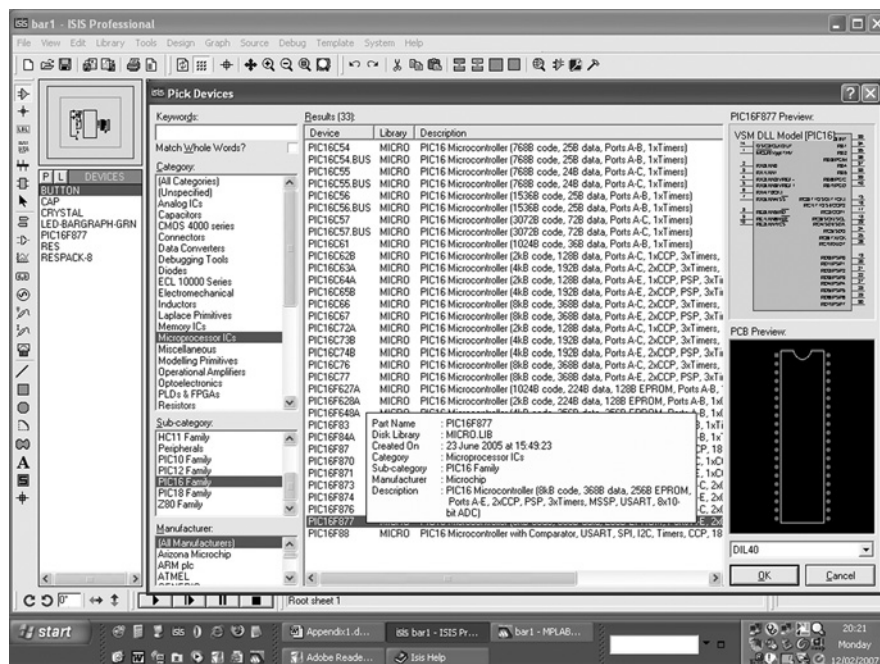 bar1 - ISIS Professional
File View Edit Library Tools Design Graph Source Debug Template System Help
P L DEVICES
BUTTON
CAP
CRYSTAL
LED-BARGRAPH-GRN
PIC16F877
RES
RESPACK-8
Pick Devices
Keywords:
Match Whole Words?
Category:
(All Categories)
(Unspecified)
Analog ICs
Capacitors
CMOS 4000 series
Connectors
Data Converters
Debugging Tools
Diodes
ECL 10000 Series
Electromechanical
Inductors
Laplace Primitives
Memory ICs
Microprocessor ICs
Miscellaneous
Modelling Primitives
Operational Amplifiers
Optoelectronics
PLDs & FPGAs
Resistors
Sub-category:
HC11 Family
Peripherals
PIC10 Family
PIC12 Family
PIC16 Family
PIC18 Family
Z80 Family
Manufacturer:
(All Manufacturers)
Arizona Microchip
ARM plc
ATMEL
Results (33):
Device Library Description
PIC16C54 MICRO PIC16 Microcontroller (768B code, 25B data, Ports A-B, 1xTimers)
PIC16C54.BUS MICRO PIC16 Microcontroller (768B code, 25B data, Ports A-B, 1xTimers)
PIC16C55 MICRO PIC16 Microcontroller (768B code, 24B data, Ports A-C, 1xTimers)
PIC16C55.BUS MICRO PIC16 Microcontroller (768B code, 24B data, Ports A-C, 1xTimers)
PIC16C56 MICRO PIC16 Microcontroller (1536B code, 25B data, Ports A-B, 1xTimers)
PIC16C56.BUS MICRO PIC16 Microcontroller (1536B code, 25B data, Ports A-B, 1xTimers)
PIC16C57 MICRO PIC16 Microcontroller (3072B code, 72B data, Ports A-C, 1xTimers)
PIC16C57.BUS MICRO PIC16 Microcontroller (3072B code, 72B data, Ports A-C, 1xTimers)
PIC16C61 MICRO PIC16 Microcontroller (1024B code, 36B data, Ports A-B, 1xTimers)
PIC16C62B MICRO PIC16 Microcontroller (2kB code, 128B data, Ports A-C, 1xCCP, 3xTimers,
PIC16C63A MICRO PIC16 Microcontroller (4kB code, 192B data, Ports A-C, 2xCCP, 3xTimers,
PIC16C64A MICRO PIC16 Microcontroller (2kB code, 128B data, Ports A-E, 1xCCP, PSP, 3xTi
PIC16C65B MICRO PIC16 Microcontroller (4kB code, 192B data, Ports A-E, 2xCCP, PSP, 3xTi
PIC16C66 MICRO PIC16 Microcontroller (8kB code, 368B data, Ports A-C, 2xCCP, 3xTimers,
PIC16C67 MICRO PIC16 Microcontroller (8kB code, 368B data, Ports A-E, 2xCCP, PSP, 3xTi
PIC16C72A MICRO PIC16 Microcontroller (2kB code, 128B data, Ports A-C, 1xCCP, 3xTimers,
PIC16C73B MICRO PIC16 Microcontroller (4kB code, 192B data, Ports A-C, 2xCCP, 3xTimers,
PIC16C74B MICRO PIC16 Microcontroller (4kB code, 192B data, Ports A-E, 2xCCP, PSP, 3xTi
PIC16C76 MICRO PIC16 Microcontroller (8kB code, 368B data, Ports A-C, 2xCCP, 3xTimers,
PIC16C77 MICRO PIC16 Microcontroller (8kB code, 368B data, Ports A-E, 2xCCP, PSP, 3xTi
PIC16F627A MICRO PIC16 Microcontroller (1024B code, 224B data, 128B EPROM, Ports A-B,
PIC16F628A MICRO PIC16 Microcontroller (2kB code, 224B data, 128B EPROM, Ports A-B, 1x
PIC16F648A MICRO PIC16 Microcontroller
PIC16F83
PIC16F84A
PIC16F87
PIC16F870
PIC16F871
PIC16F873
PIC16F874
PIC16F876
PIC16F877 MICRO
PIC16F88 MICRO PIC16 Microcontroller with Comparator, USART, SPI, I2C, Timers, CCP, 18
Part Name : PIC16F877
Disk Library : MICRO.LIB
Created On : 23 June 2005 at 15:49:23
Category : Microprocessor ICs
Sub-category : PIC16 Family
Manufacturer : Microchip
Description : PIC16 Microcontroller (8kB code, 368B data, 256B EPROM,
Ports A-E, 2xCCP, PSP, 3xTimers, MSSP, USART, 8x10-
bit ADC)
PIC16F877 Preview:
VSM DLL Model [PIC16]
PCB Preview:
DIL40
OK Cancel
0° Root sheet 1
start Appendix1.d... isis bar1 - ISIS Pr... bar1 - MPLAB... 20:21
Monday
Adobe Reade... Isis Help 12/02/2007